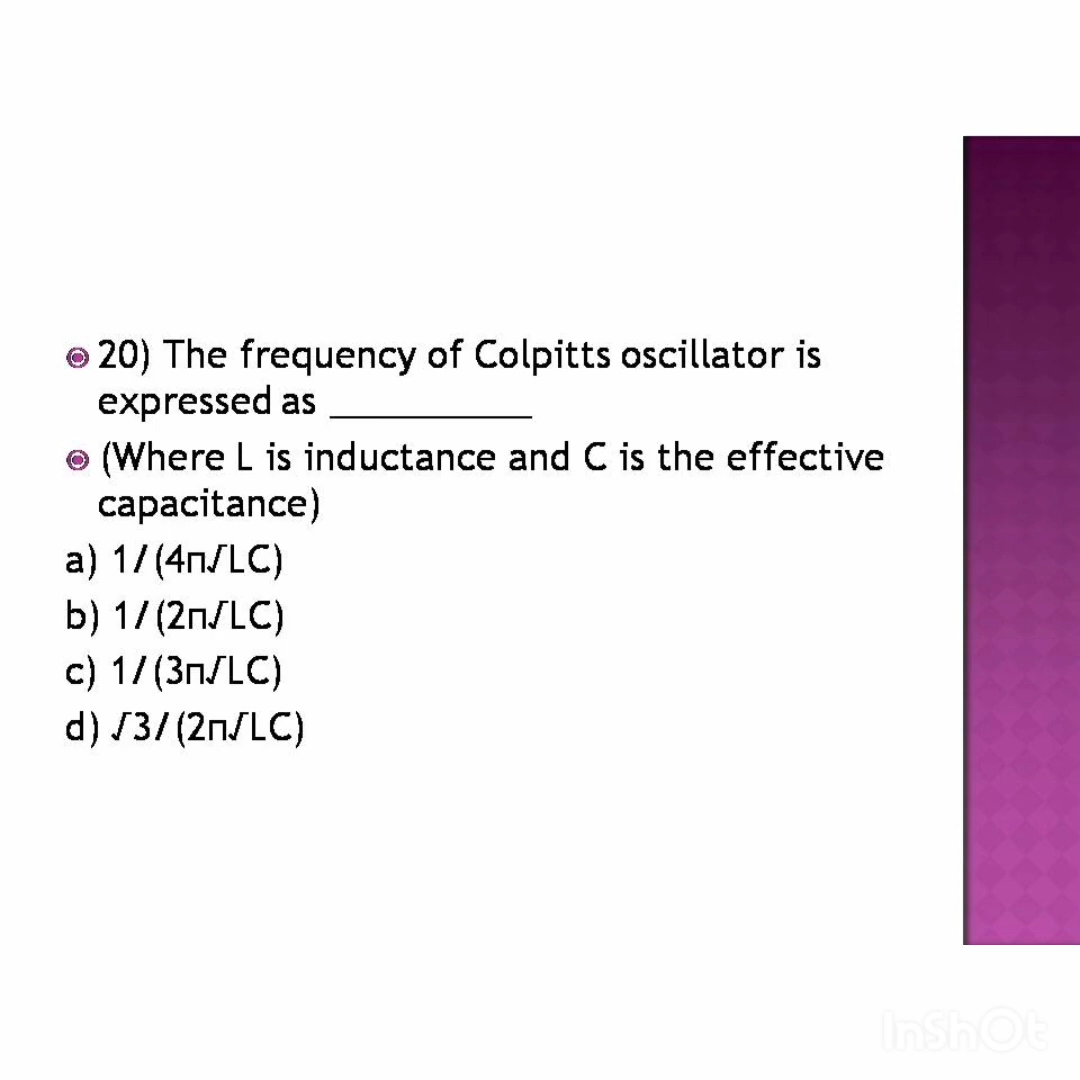 20) The frequency of Colpitts oscillator is
expressed as __________
(Where L is inductance and C is the effective
capacitance)
a) 1/(4π√LC)
b) 1/(2π√LC)
c) 1/(3π√LC)
d) √3/(2π√LC)
InShOt